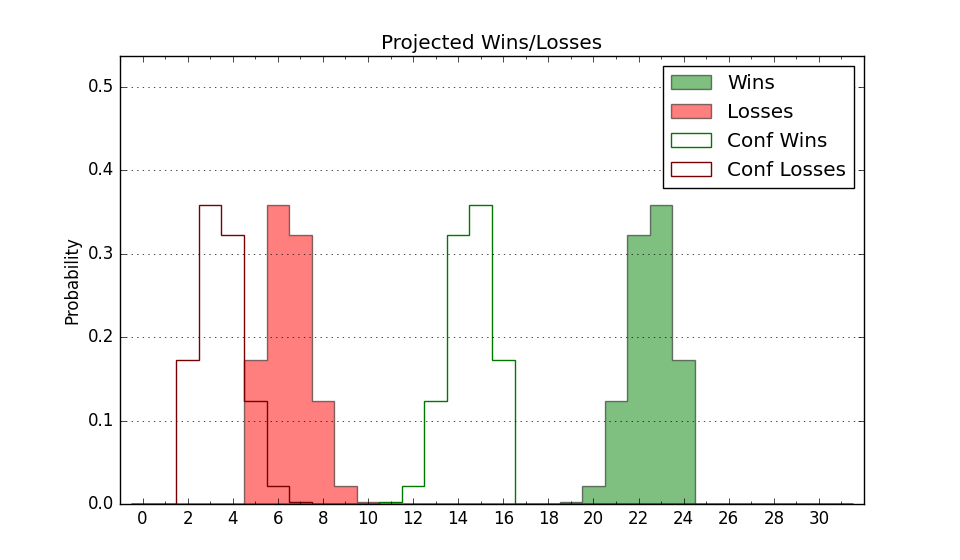 Projected Wins/Losses
Wins
Losses
Conf Wins
Conf Losses
Probability
0.5
0.4
0.3
0.2
0.1
0.0
0 2 4 6 8 10 12 14 16 18 20 22 24 26 28 30